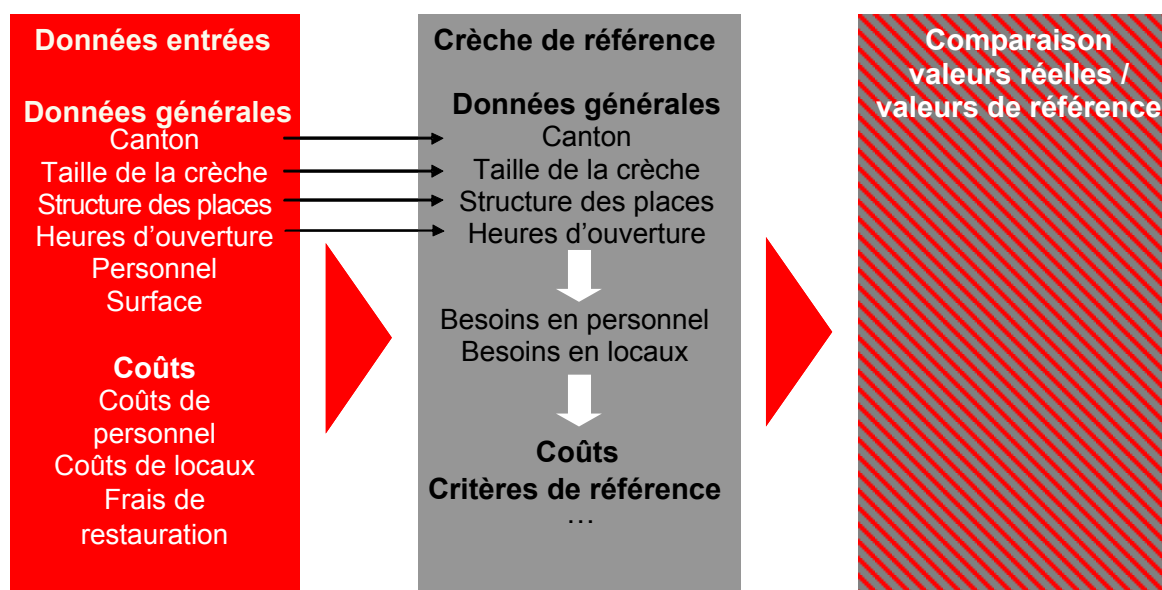 Données entrées
Données générales
Canton
Taille de la crèche
Structure des places
Heures d’ouverture
Personnel
Surface
Coûts
Coûts de
personnel
Coûts de locaux
Frais de
restauration
Crèche de référence
Données générales
Canton
Taille de la crèche
Structure des places
Heures d’ouverture
Besoins en personnel
Besoins en locaux
Coûts
Critères de référence
…
Comparaison
valeurs réelles /
valeurs de référence